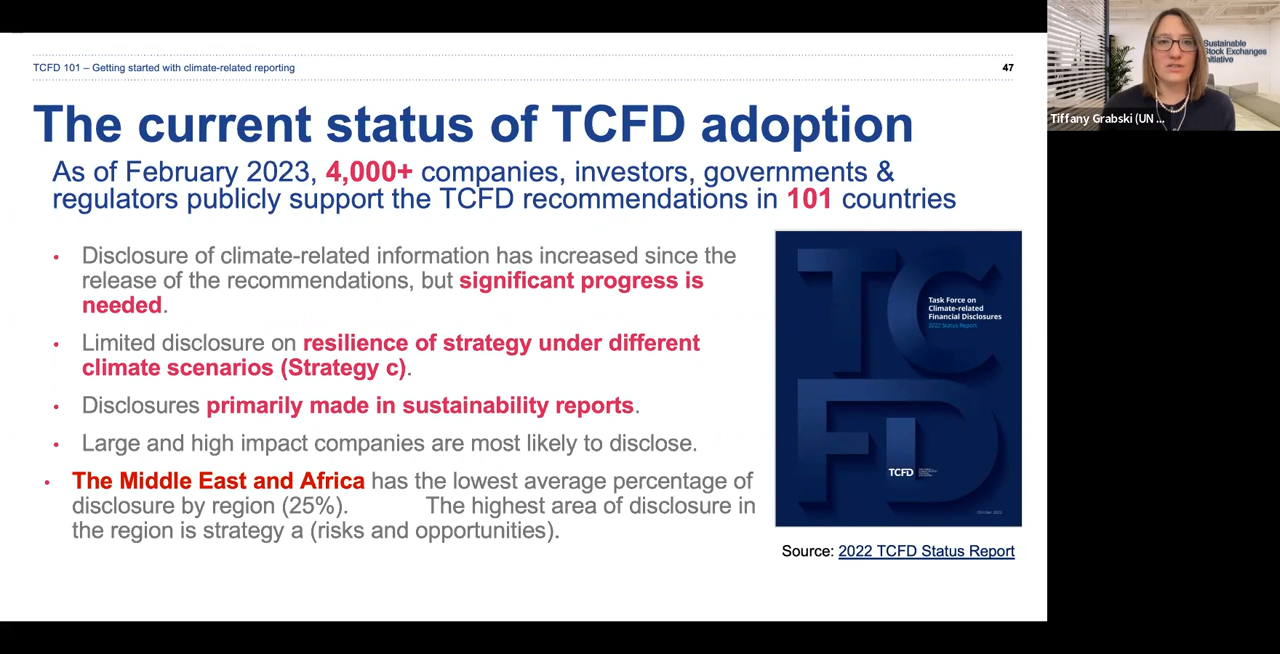 TCFD 101 – Getting started with climate-related reporting
47
The current status of TCFD adoption
As of February 2023, 4,000+ companies, investors, governments &
regulators publicly support the TCFD recommendations in 101 countries
• Disclosure of climate-related information has increased since the
release of the recommendations, but significant progress is
needed.
• Limited disclosure on resilience of strategy under different
climate scenarios (Strategy c).
• Disclosures primarily made in sustainability reports.
• Large and high impact companies are most likely to disclose.
• The Middle East and Africa has the lowest average percentage of
disclosure by region (25%). The highest area of disclosure in
the region is strategy a (risks and opportunities).
TC
FD
Task Force on
Climate-related
Financial Disclosures
2022 Status Report
TCFD
October 2022
Source: 2022 TCFD Status Report
Sustainable
Stock Exchanges
Initiative
Tiffany Grabski (UN ...